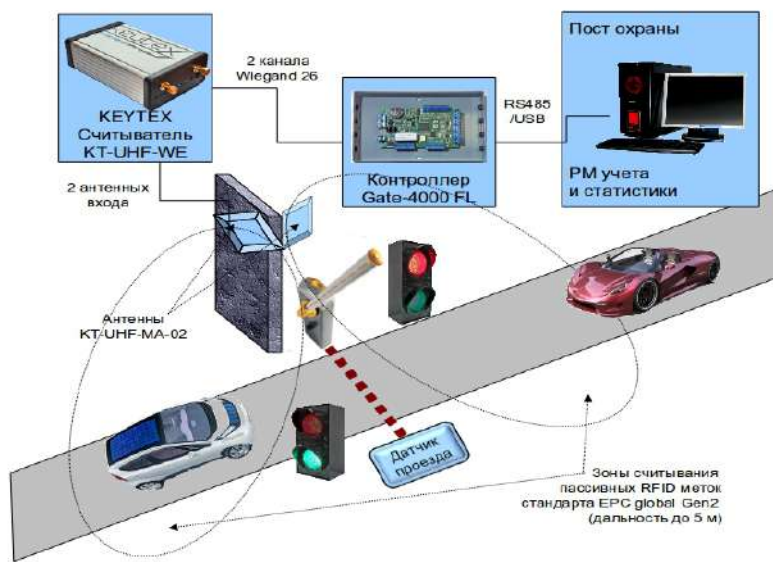 KEYTEX
KEYTEX
Считыватель
KT-UHF-WE
2 канала
Wiegand 26
Контроллер
Gate-4000 FL
RS485
/USB
Пост охраны
РМ учета
и статистики
2 антенных
входа
Антенны
KT-UHF-MA-02
Датчик
проезда
Зоны считывания
пассивных RFID меток
стандарта EPC global Gen2
(дальность до 5 м)